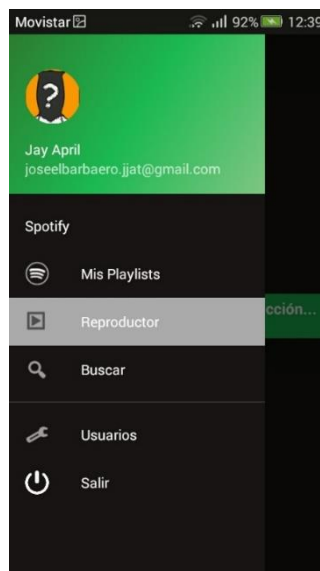 Movistar 92% 12:39
?
Jay April
joseelbarbaero.jjat@gmail.com
Spotify
Mis Playlists
Reproductor
cción...
Buscar
Usuarios
Salir